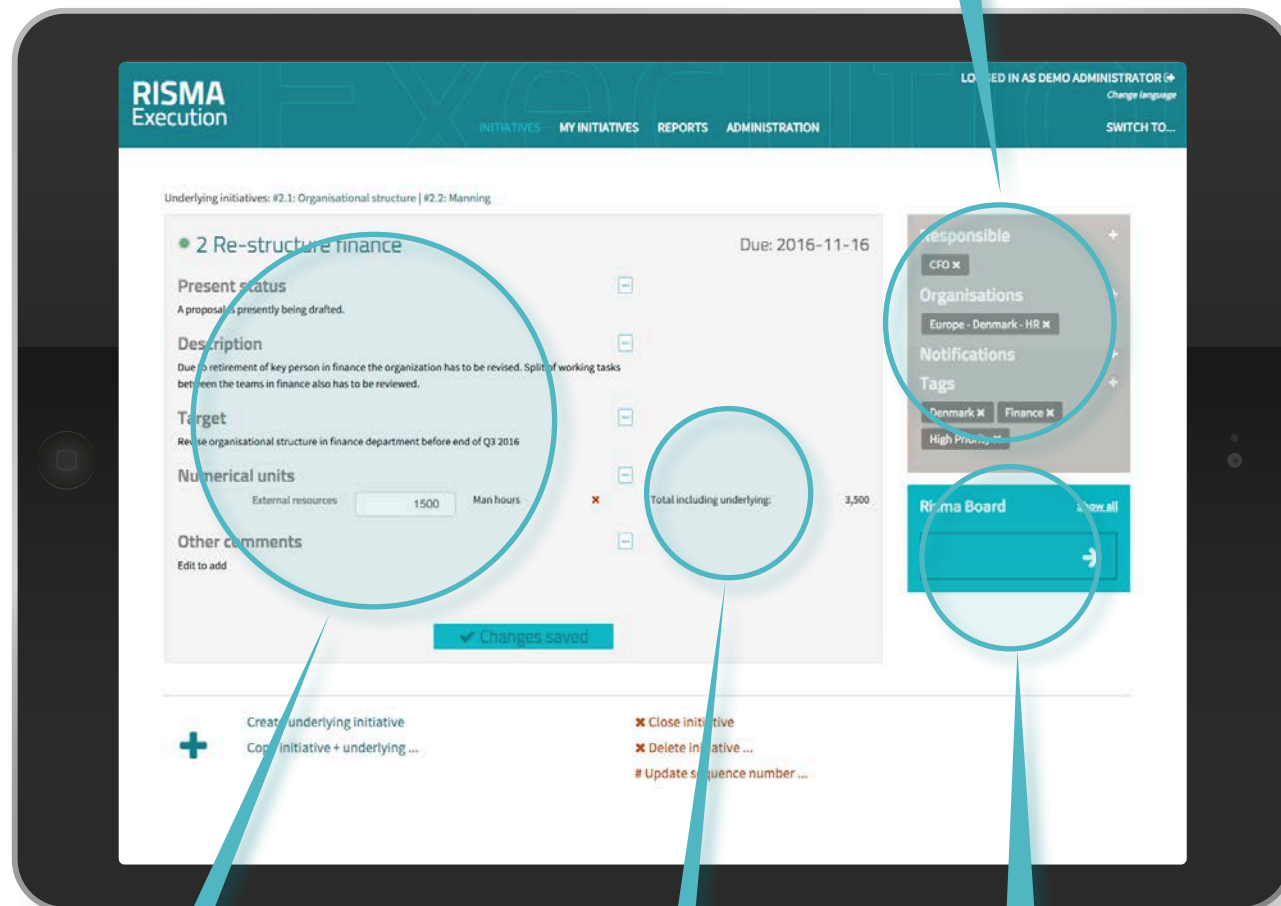 RISMA
Execution
LOGGED IN AS DEMO ADMINISTRATOR
Change language
INITIATIVES MY INITIATIVES REPORTS ADMINISTRATION
SWITCH TO...
Underlying initiatives: #2.1: Organisational structure | #2.2: Manning
2 Re-structure finance
Due: 2016-11-16
Present status
A proposal is presently being drafted.
Description
Due to retirement of key person in finance the organization has to be revised. Split of working tasks
between the teams in finance also has to be reviewed.
Target
Revise organisational structure in finance department before end of Q3 2016
Numerical units
External resources 1500 Man hours Total including underlying: 3,500
Other comments
Edit to add
✔ Changes saved
Responsible +
CFO ✖
Organisations +
Europe - Denmark - HR ✖
Notifications +
Tags +
Denmark ✖ Finance ✖
High Priority ✖
Risma Board Show all
Create underlying initiative
Copy initiative + underlying ...
✖ Close initiative
✖ Delete initiative ...
# Update sequence number ...